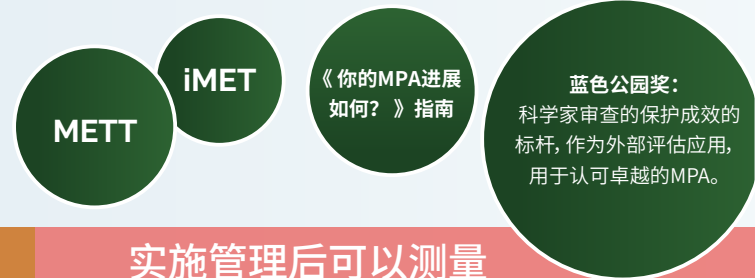 METT
iMET
《 你的MPA进展
如何？ 》指南
蓝色公园奖：
科学家审查的保护成效的
标杆，作为外部评估应用，
用于认可卓越的MPA。
实施管理后可以测量